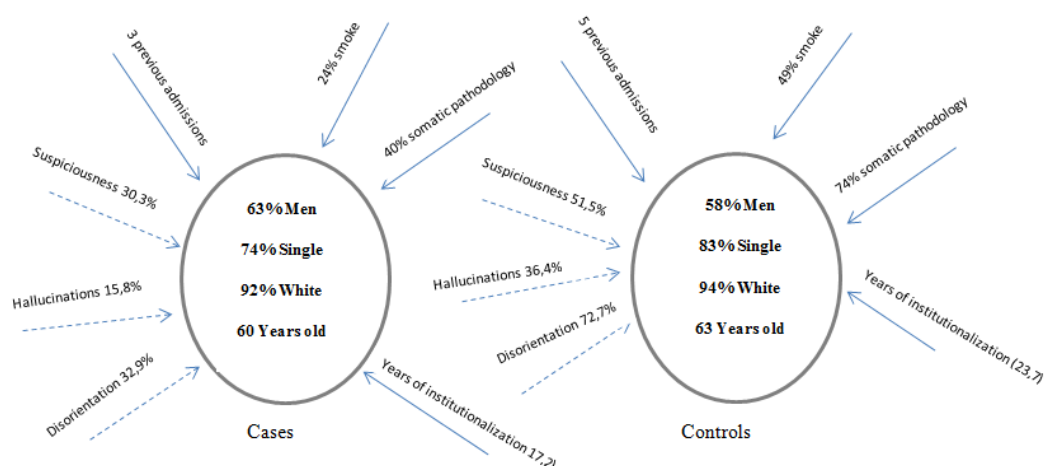 3 previous admissions
24% smoke
40% somatic pathodology
Suspiciousness 30,3%
Hallucinations 15,8%
Disorientation 32,9%
63% Men
74% Single
92% White
60 Years old
Years of institutionalization 17,2)
Cases
5 previous admissions
49% smoke
74% somatic pathodology
Suspiciousness 51,5%
Hallucinations 36,4%
Disorientation 72,7%
58% Men
83% Single
94% White
63 Years old
Years of institutionalization (23,7)
Controls